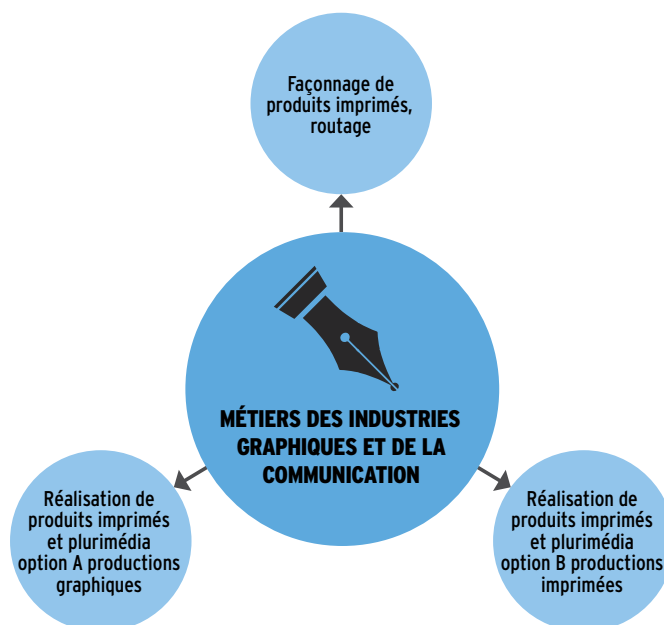 Façonnage de
produits imprimés,
routage
MÉTIERS DES INDUSTRIES
GRAPHIQUES ET DE LA
COMMUNICATION
Réalisation de
produits imprimés
et plurimédia
option A productions
graphiques
Réalisation de
produits imprimés
et plurimédia
option B productions
imprimées